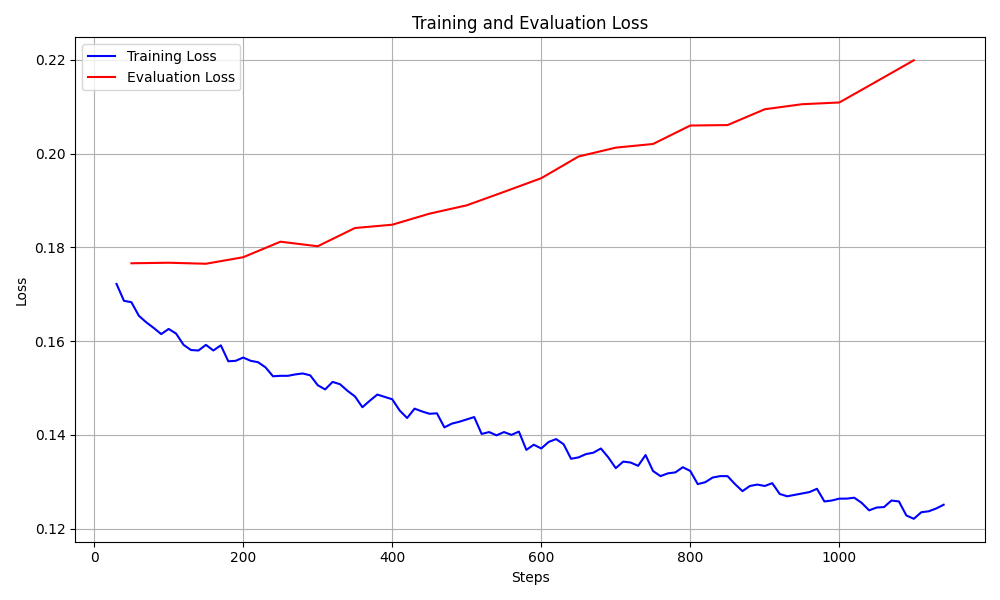 Training and Evaluation Loss
Training Loss
Evaluation Loss
0.22
0.20
0.18
0.16
0.14
0.12
Loss
0 200 400 600 800 1000
Steps